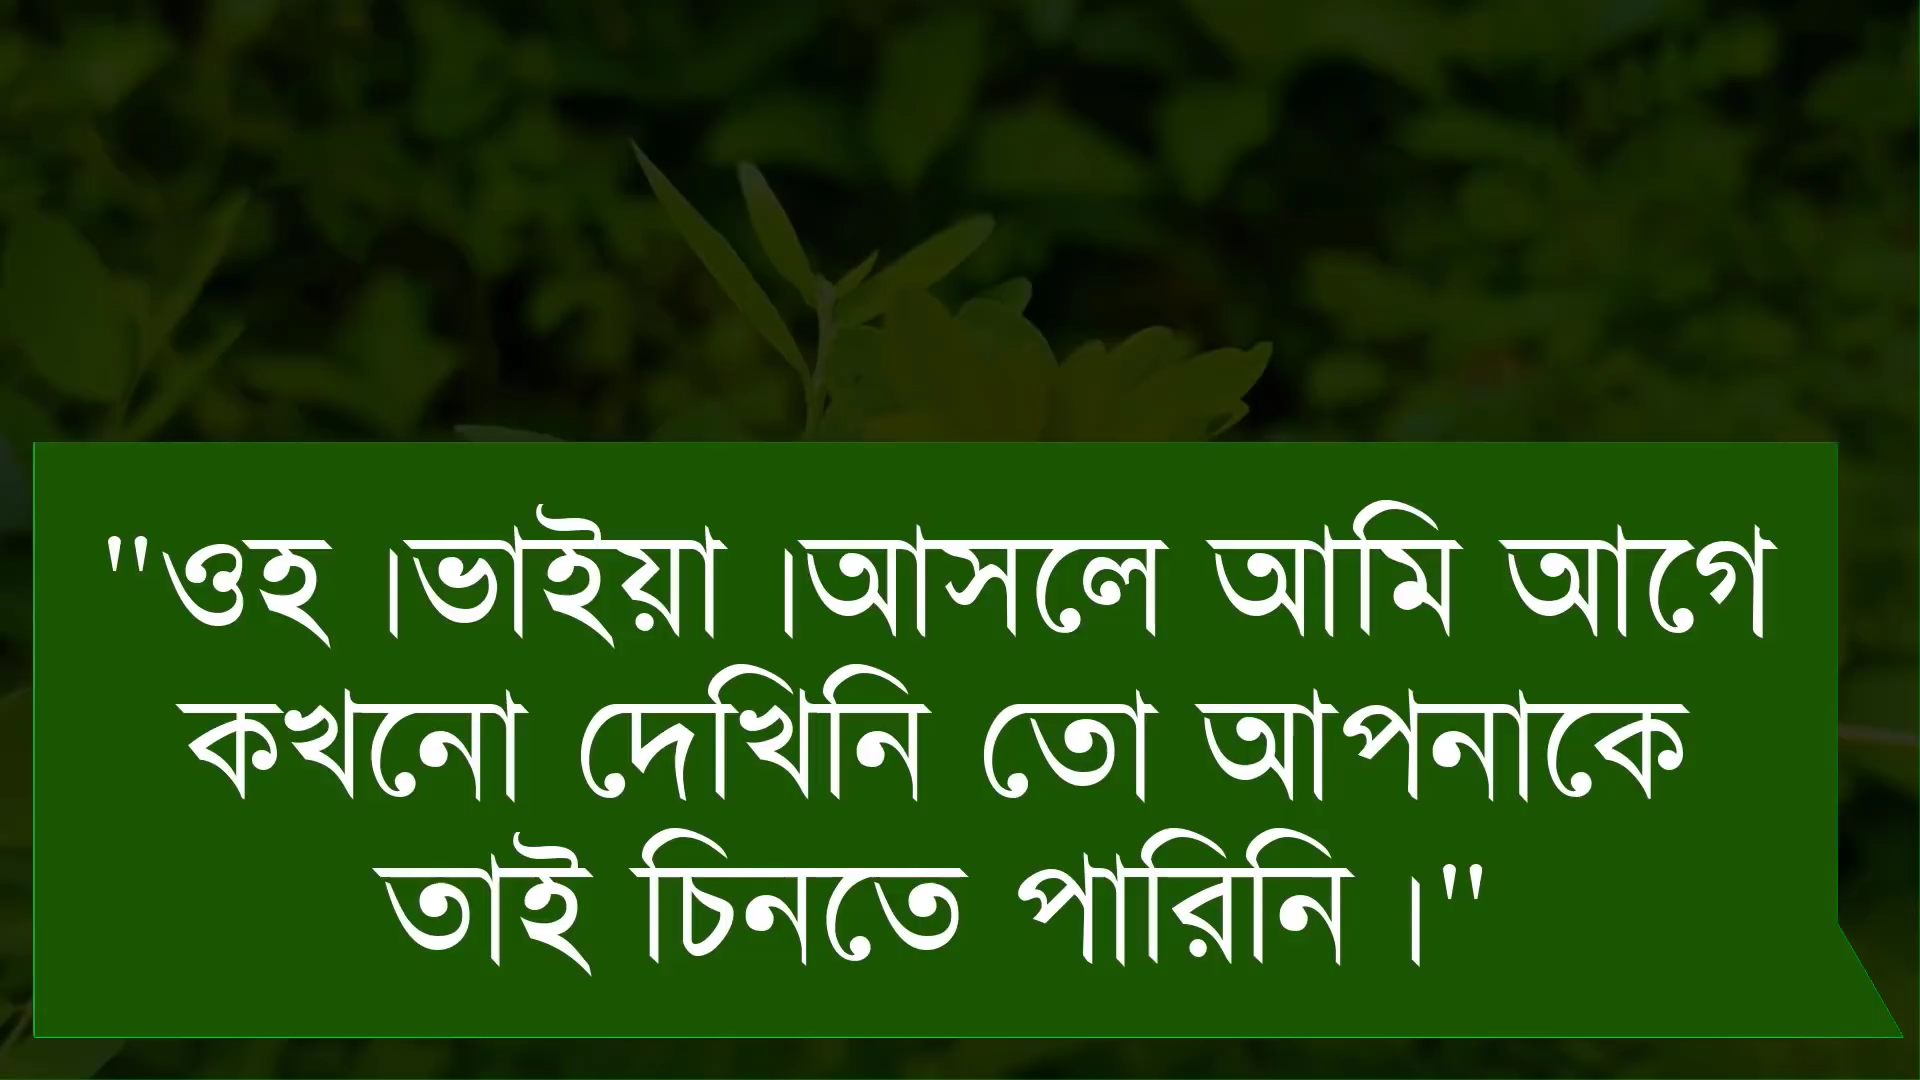 "ওহ ।ভাইয়া ।আসলে আমি আগে
কখনো দেখিনি তো আপনাকে
তাই চিনতে পারিনি ।"